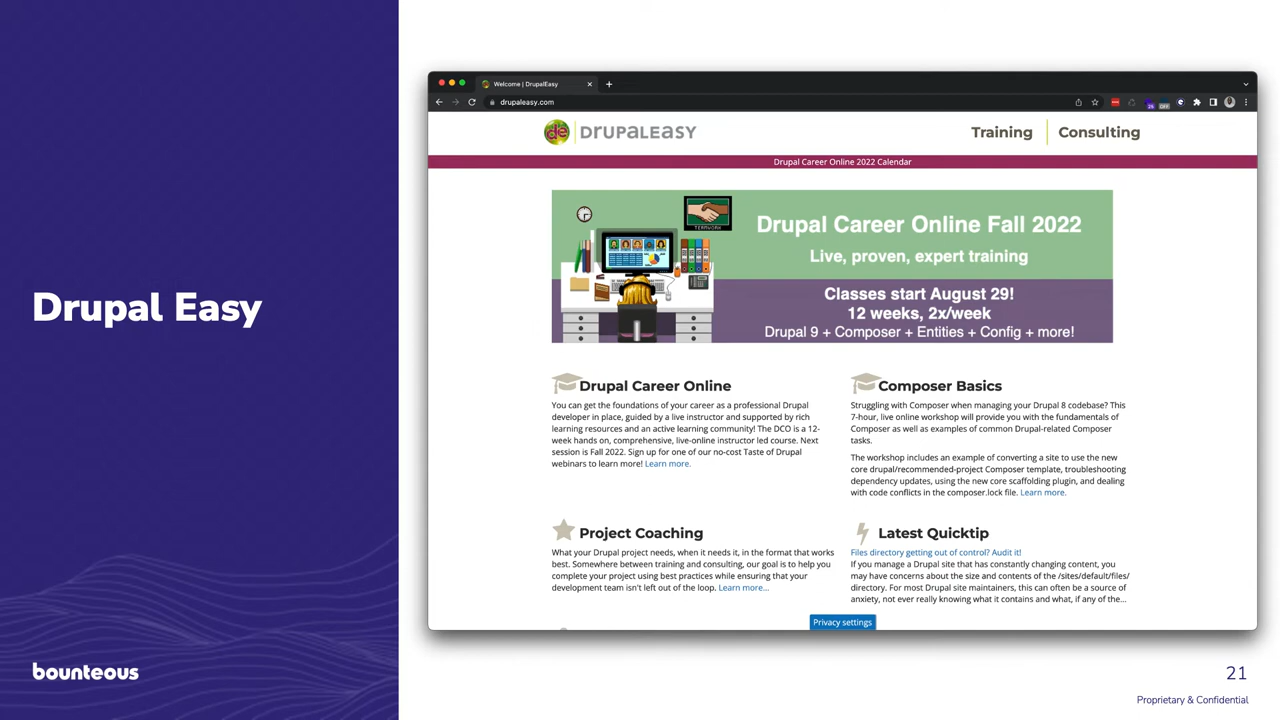 Drupal Easy
bounteous
Welcome | DrupalEasy
drupaleasy.com
de DRUPALEASY
Training
Consulting
Drupal Career Online 2022 Calendar
TEAMWORK
Drupal Career Online Fall 2022
Live, proven, expert training
Classes start August 29!
12 weeks, 2x/week
Drupal 9 + Composer + Entities + Config + more!
Drupal Career Online
You can get the foundations of your career as a professional Drupal
developer in place, guided by a live instructor and supported by rich
learning resources and an active learning community! The DCO is a 12-
week hands on, comprehensive, live-online instructor led course. Next
session is Fall 2022. Sign up for one of our no-cost Taste of Drupal
webinars to learn more! Learn more.
Composer Basics
Struggling with Composer when managing your Drupal 8 codebase? This
7-hour, live online workshop will provide you with the fundamentals of
Composer as well as examples of common Drupal-related Composer
tasks.
The workshop includes an example of converting a site to use the new
core drupal/recommended-project Composer template, troubleshooting
dependency updates, using the new core scaffolding plugin, and dealing
with code conflicts in the composer.lock file. Learn more.
Project Coaching
What your Drupal project needs, when it needs it, in the format that works
best. Somewhere between training and consulting, our goal is to help you
complete your project using best practices while ensuring that your
development team isn't left out of the loop. Learn more...
Latest Quicktip
Files directory getting out of control? Audit it!
If you manage a Drupal site that has constantly changing content, you
may have concerns about the size and contents of the /sites/default/files/
directory. For most Drupal site maintainers, this can often be a source of
anxiety, not ever really knowing what it contains and what, if any of the...
Privacy settings
21
Proprietary & Confidential